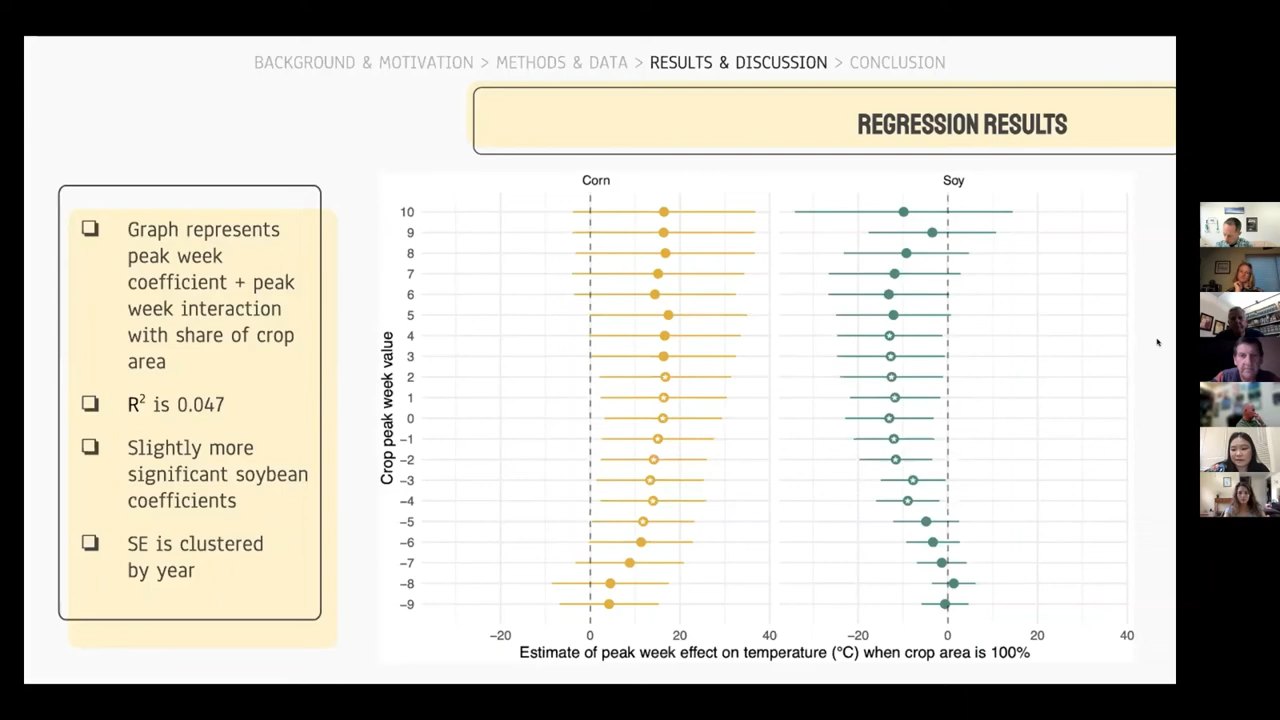 BACKGROUND & MOTIVATION > METHODS & DATA > RESULTS & DISCUSSION > CONCLUSION
REGRESSION RESULTS
❑ Graph represents
peak week
coefficient + peak
week interaction
with share of crop
area
❑ R² is 0.047
❑ Slightly more
significant soybean
coefficients
❑ SE is clustered
by year
Corn
Soy
Crop peak week value
10
9
8
7
6
5
4
3
2
1
0
−1
−2
−3
−4
−5
−6
−7
−8
−9
−20 0 20 40
−20 0 20 40
Estimate of peak week effect on temperature (°C) when crop area is 100%